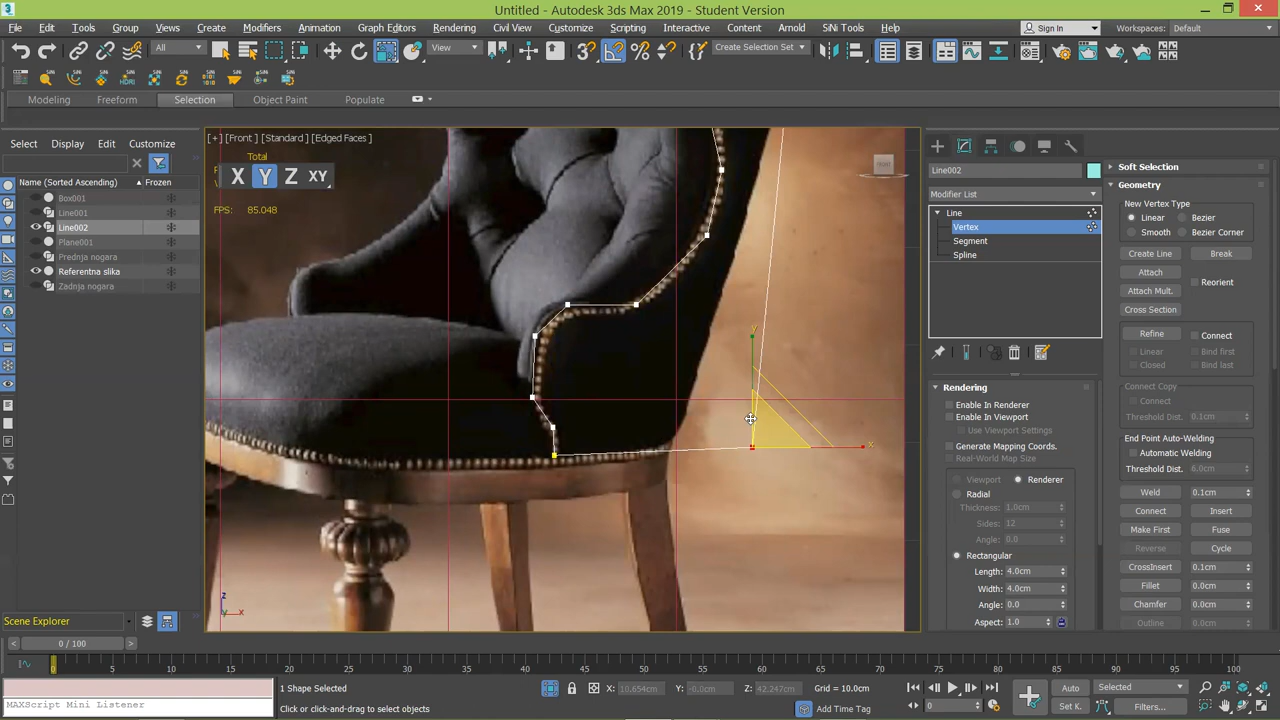 Untitled - Autodesk 3ds Max 2019 - Student Version
File Edit Tools Group Views Create Modifiers Animation Graph Editors Rendering Civil View Customize Scripting Interactive Content Arnold SiNi Tools Help Sign In Workspaces: Default
All View Create Selection Set
Modeling Freeform Selection Object Paint Populate
Select Display Edit Customize
Name (Sorted Ascending) Frozen
Box001
Line001
Line002
Plane001
Prednja nogara
Referentna slika
Zadnja nogara
Scene Explorer
[+] [Front] [Standard] [Edged Faces]
Total
X Y Z XY
FPS: 85.048
FRONT
y
x
z
x
Line002
Modifier List
Line
Vertex
Segment
Spline
Rendering
Enable In Renderer
Enable In Viewport
Use Viewport Settings
Generate Mapping Coords.
Real-World Map Size
Viewport Renderer
Radial
Thickness: 1.0cm
Sides: 12
Angle: 0.0
Rectangular
Length: 4.0cm
Width: 4.0cm
Angle: 0.0
Aspect: 1.0
Soft Selection
Geometry
New Vertex Type
Linear Bezier
Smooth Bezier Corner
Create Line Break
Attach
Reorient
Attach Mult.
Cross Section
Refine Connect
Linear Bind first
Closed Bind last
Connect Copy
Connect
Threshold Dist. 0.1cm
End Point Auto-Welding
Automatic Welding
Threshold Dist. 6.0cm
Weld 0.1cm
Connect Insert
Make First Fuse
Reverse Cycle
CrossInsert 0.1cm
Fillet 0.0cm
Chamfer 0.0cm
Outline 0.0cm
0 / 100
0 5 10 15 20 25 30 35 40 45 50 55 60 65 70 75 80 85 90 95 100
MAXScript Mini Listener
1 Shape Selected
Click or click-and-drag to select objects
X: 10.654cm Y: -0.0cm Z: 42.247cm Grid = 10.0cm
Add Time Tag
0
Auto Selected
Set K. Filters...